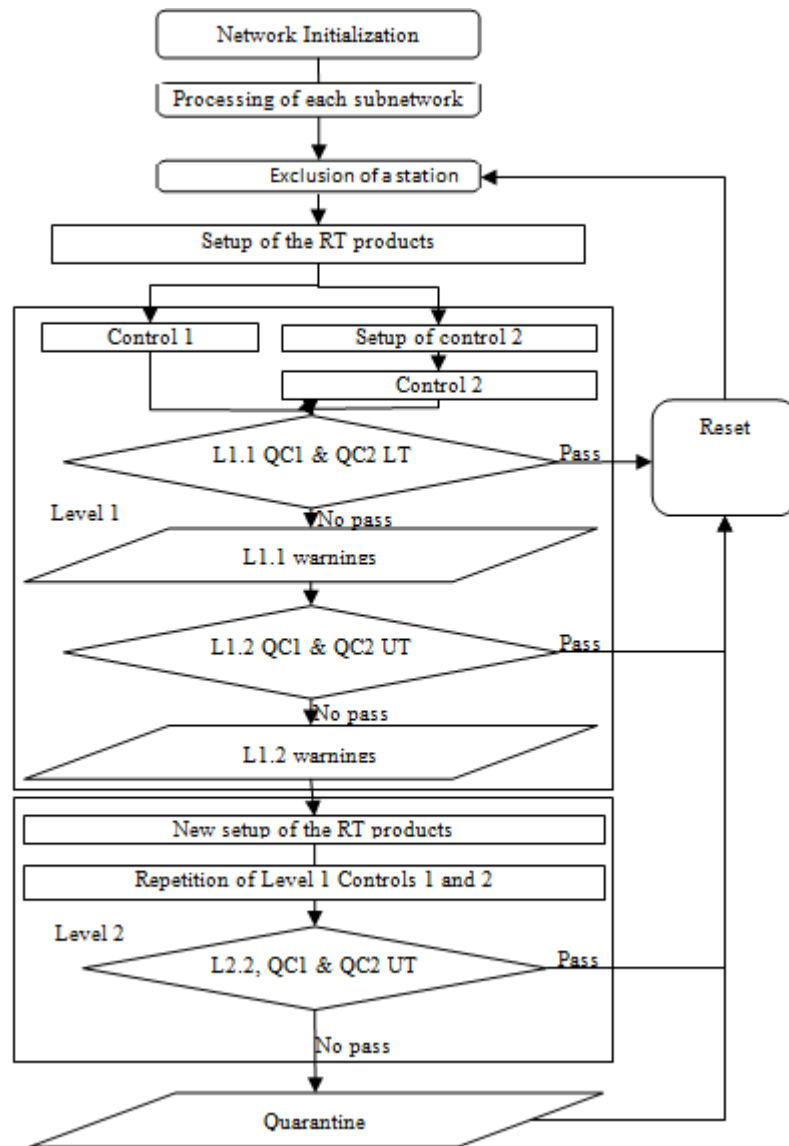 Network Initialization
Processing of each subnetwork
Exclusion of a station
Setup of the RT products
Control 1
Setup of control 2
Control 2
Reset
L1.1 QC1 & QC2 LT
Pass
Level 1
No pass
L1.1 warnings
L1.2 QC1 & QC2 UT
Pass
No pass
L1.2 warnings
New setup of the RT products
Repetition of Level 1 Controls 1 and 2
Level 2
L2.2, QC1 & QC2 UT
Pass
No pass
Quarantine